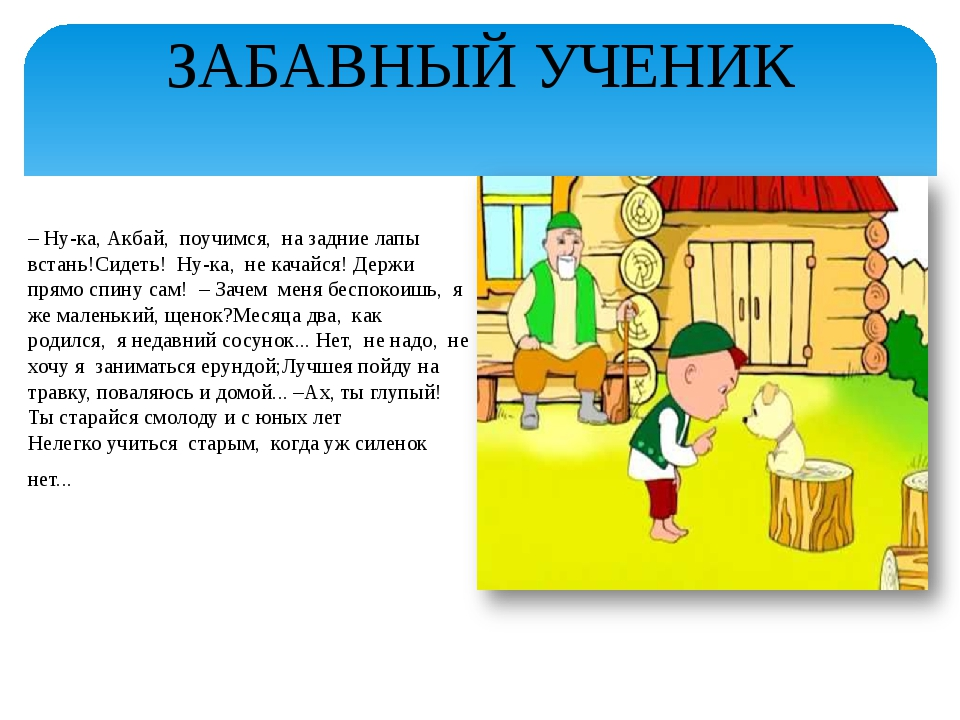 ЗАБАВНЫЙ УЧЕНИК
– Ну-ка, Акбай, поучимся, на задние лапы
встань!Сидеть! Ну-ка, не качайся! Держи
прямо спину сам! – Зачем меня беспокоишь, я
же маленький, щенок?Месяца два, как
родился, я недавний сосунок... Нет, не надо, не
хочу я заниматься ерундой;Лучшея пойду на
травку, поваляюсь и домой... –Ах, ты глупый!
Ты старайся смолоду и с юных лет
Нелегко учиться старым, когда уж силенок
нет...